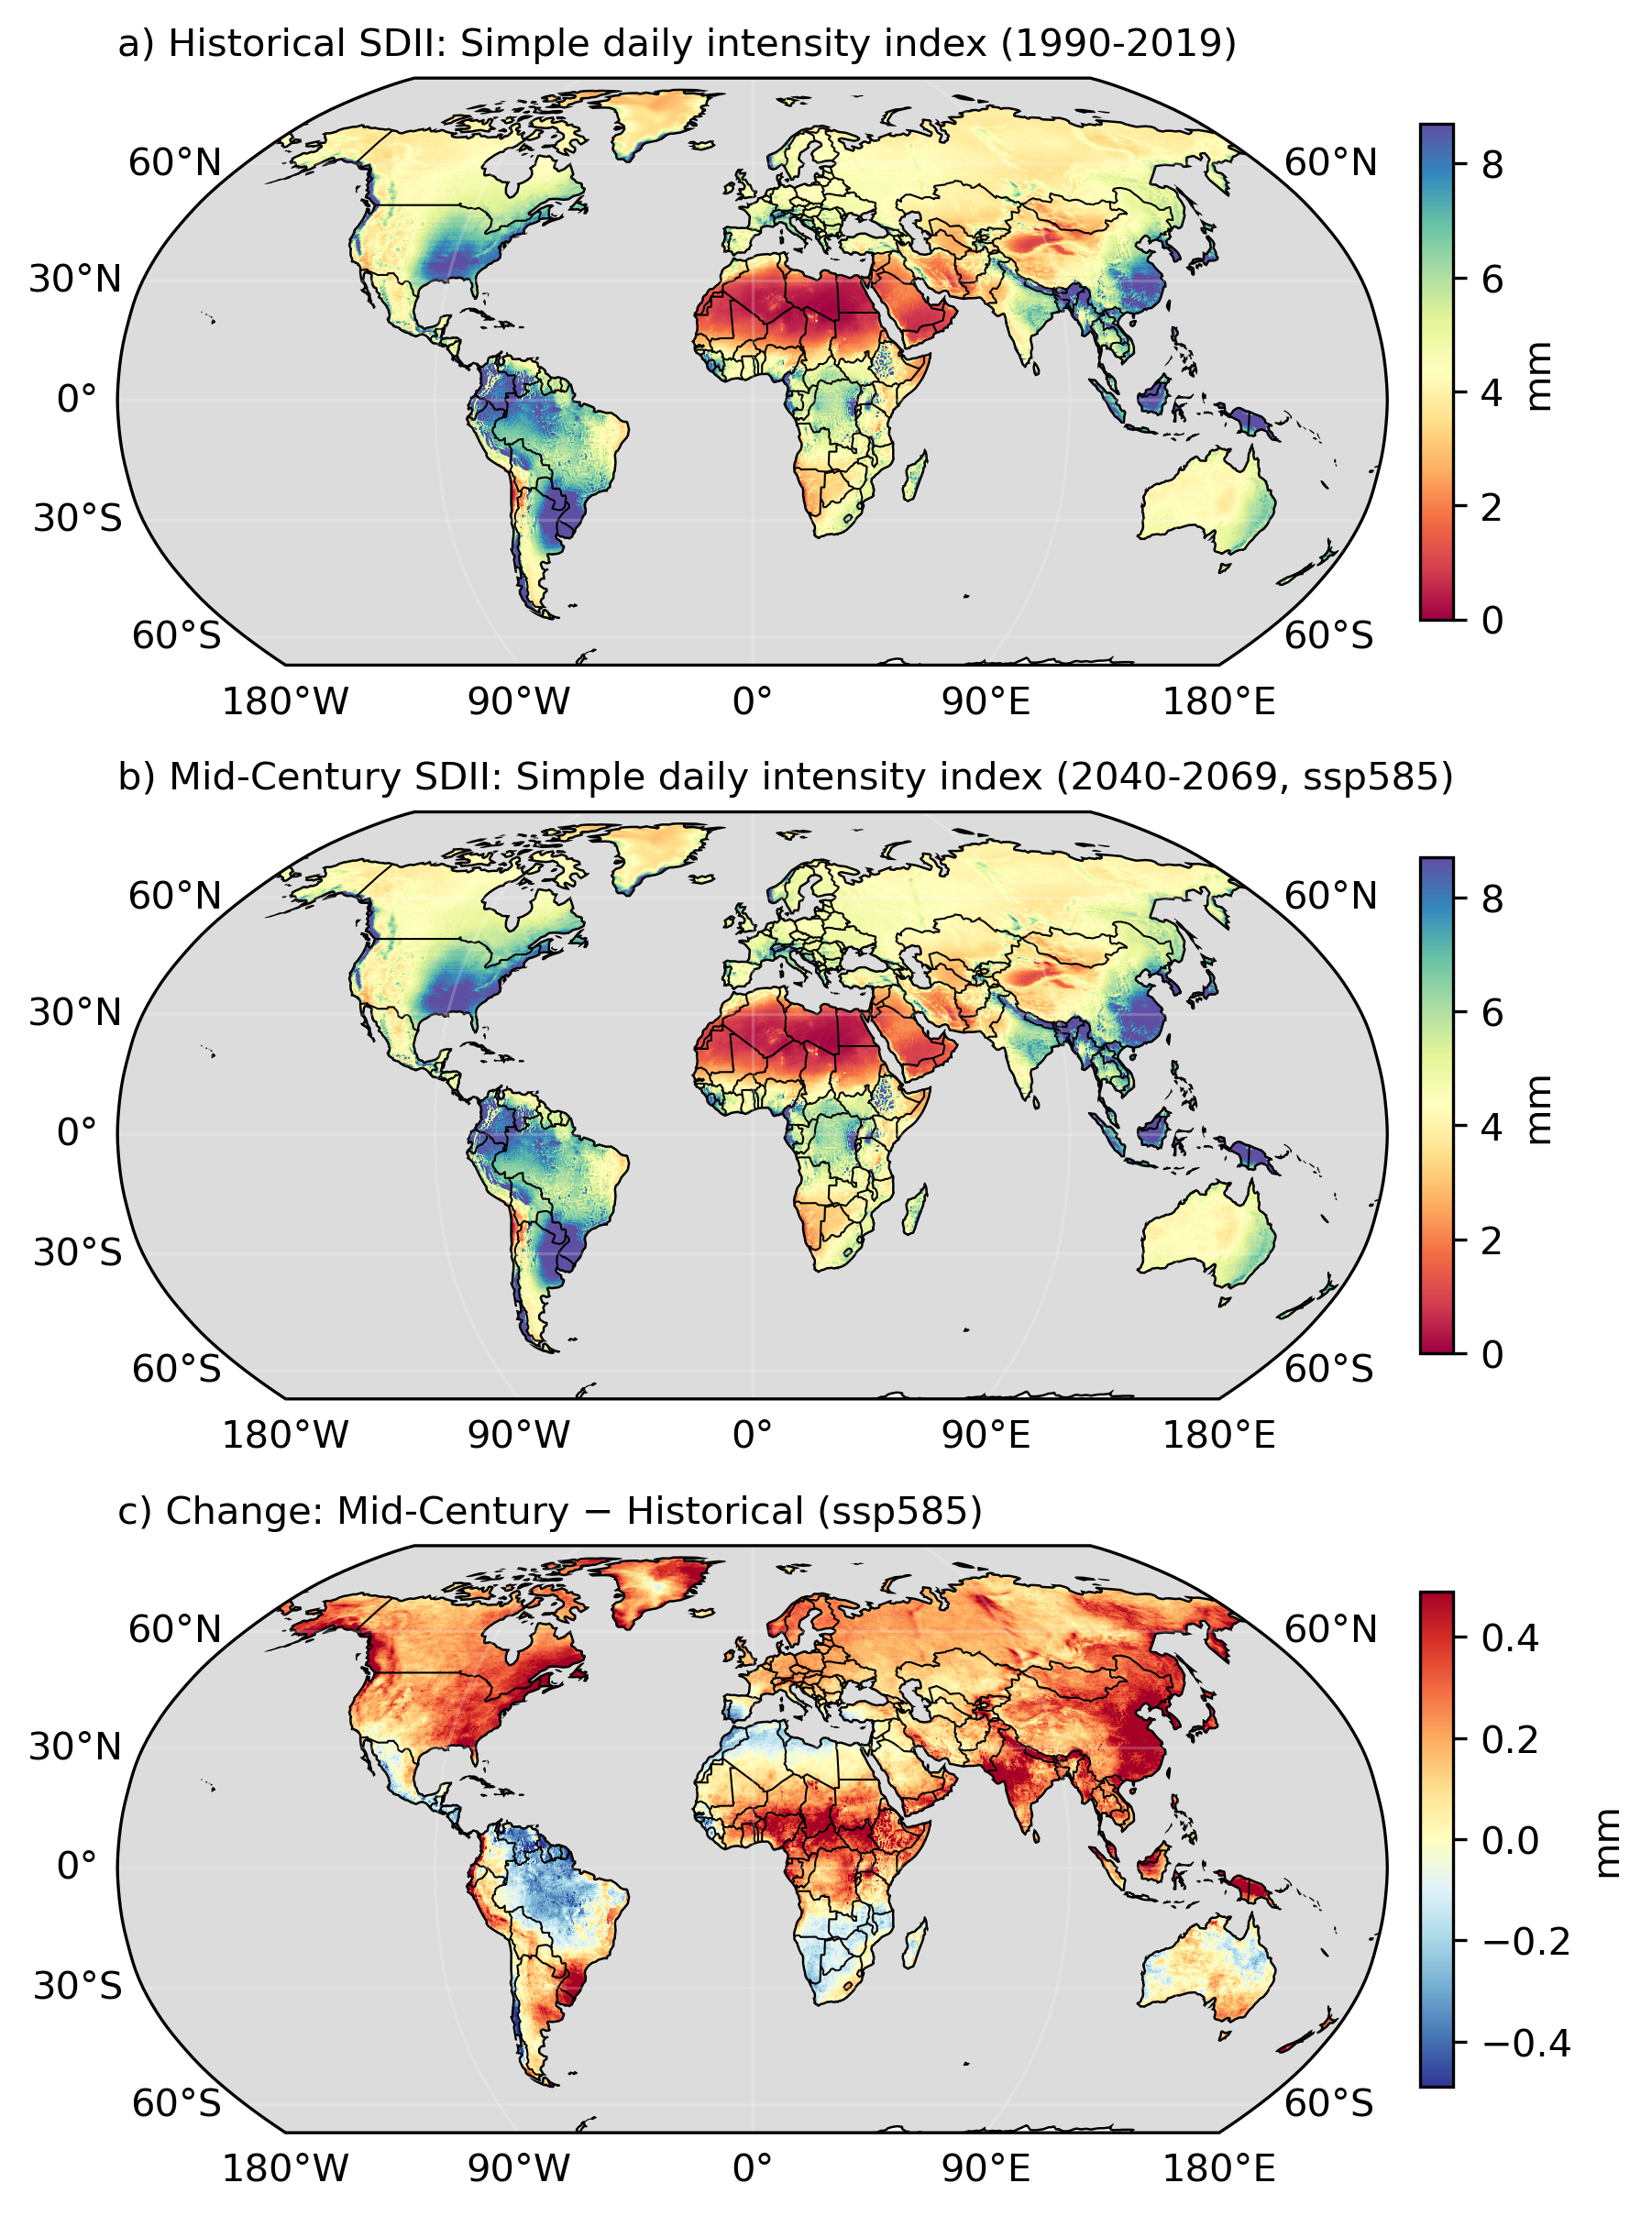 a) Historical SDII: Simple daily intensity index (1990-2019)
60°N
60°N
30°N
0°
30°S
60°S
60°S
180°W 90°W 0° 90°E 180°E
8
6
4
2
0
mm
b) Mid-Century SDII: Simple daily intensity index (2040-2069, ssp585)
60°N
60°N
30°N
0°
30°S
60°S
60°S
180°W 90°W 0° 90°E 180°E
8
6
4
2
0
mm
c) Change: Mid-Century − Historical (ssp585)
60°N
60°N
30°N
0°
30°S
60°S
60°S
180°W 90°W 0° 90°E 180°E
0.4
0.2
0.0
−0.2
−0.4
mm